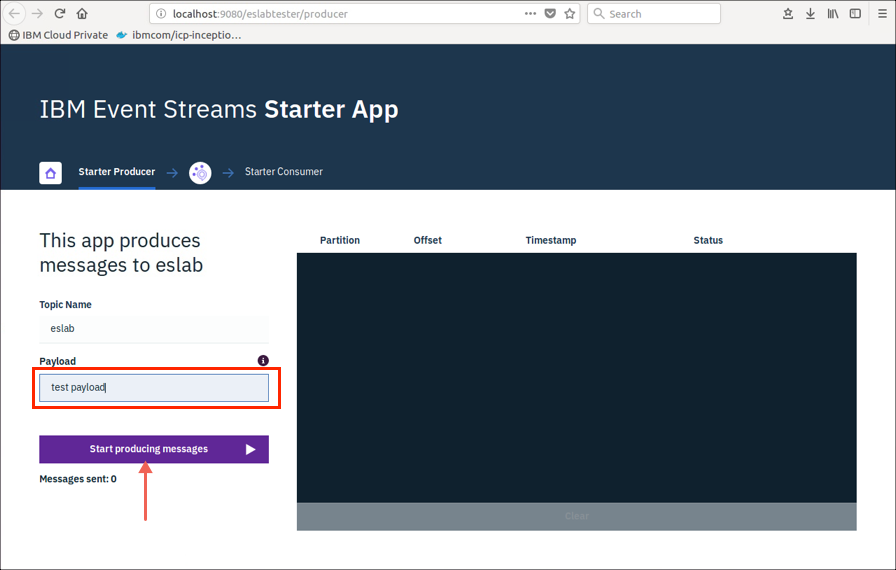 localhost:9080/eslabtester/producer
Search
IBM Cloud Private
ibmcom/icp-inceptio...
IBM Event Streams Starter App
Starter Producer
Starter Consumer
This app produces
messages to eslab
Topic Name
eslab
Payload
test payload
Start producing messages
Messages sent: 0
Partition Offset Timestamp Status
Clear